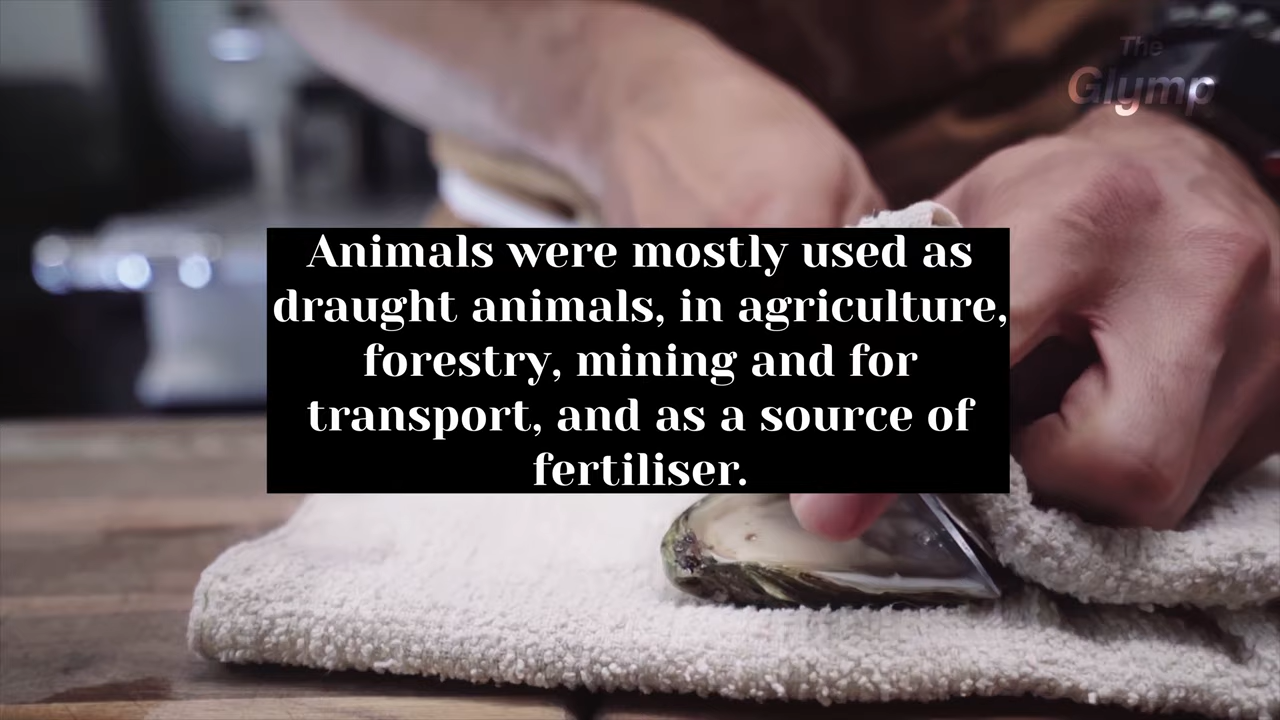 The
Glymp
Animals were mostly used as
draught animals, in agriculture,
forestry, mining and for
transport, and as a source of
fertiliser.